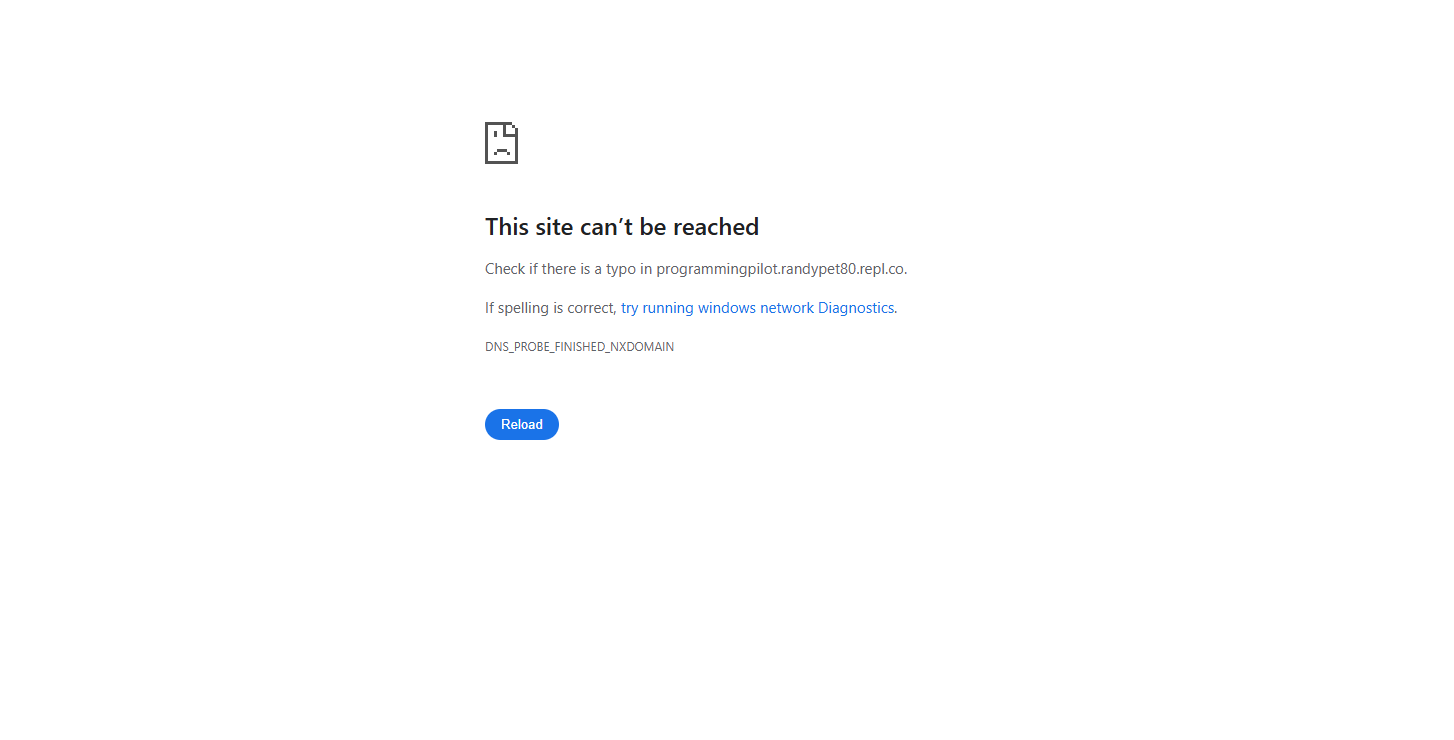 This site can’t be reached
Check if there is a typo in programmingpilot.randypet80.repl.co.
If spelling is correct, try running windows network Diagnostics.
DNS_PROBE_FINISHED_NXDOMAIN
Reload